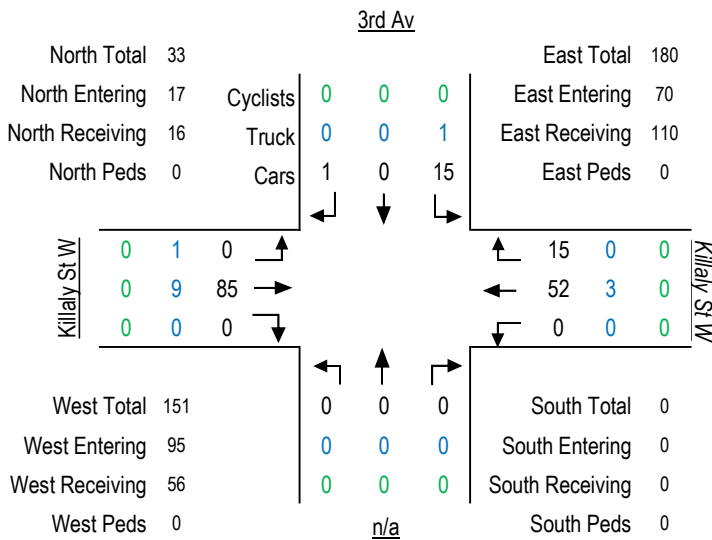 3rd Av
North Total 33
North Entering 17
North Receiving 16
North Peds 0
Cyclists 0 0 0
Truck 0 0 1
Cars 1 0 15
East Total 180
East Entering 70
East Receiving 110
East Peds 0
Killaly St W
0 1 0
0 9 85
0 0 0
15 0 0
52 3 0
0 0 0
Killaly St W
West Total 151
West Entering 95
West Receiving 56
West Peds 0
0 0 0
0 0 0
0 0 0
n/a
South Total 0
South Entering 0
South Receiving 0
South Peds 0